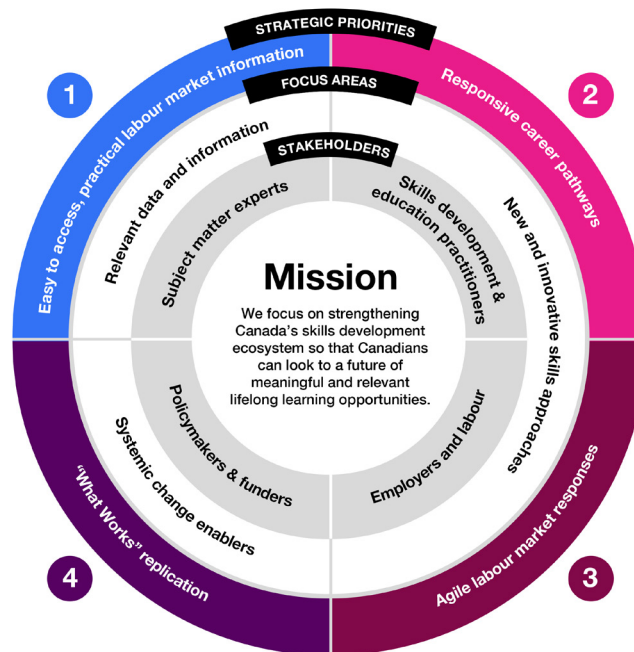 STRATEGIC PRIORITIES
1
Easy to access, practical labour market information
2
Responsive career pathways
3
Agile labour market responses
4
“What Works” replication
FOCUS AREAS
Relevant data and information
New and innovative skills approaches
Systemic change enablers
STAKEHOLDERS
Subject matter experts
Skills development &
education practitioners
Employers and labour
Policymakers & funders
Mission
We focus on strengthening
Canada’s skills development
ecosystem so that Canadians
can look to a future of
meaningful and relevant
lifelong learning opportunities.